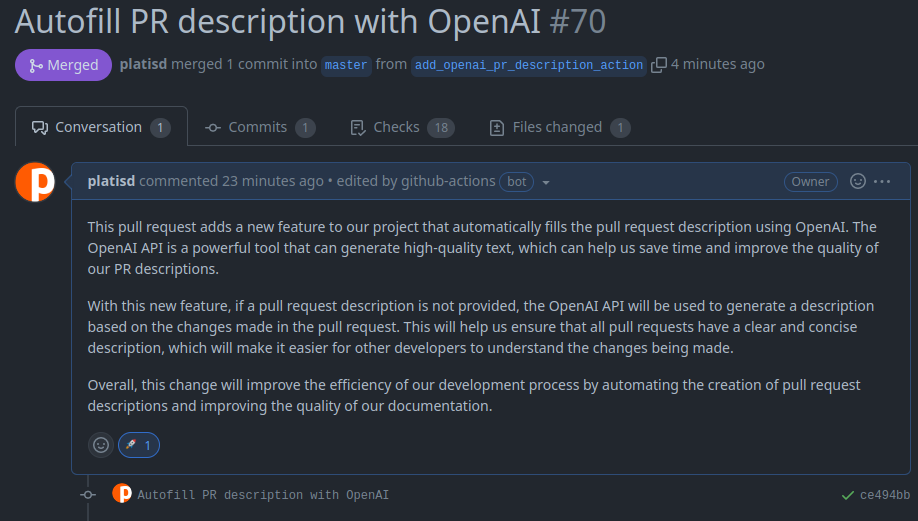 Autofill PR description with OpenAI #70
Merged platisd merged 1 commit into master from add_openai_pr_description_action 4 minutes ago
Conversation 1 Commits 1 Checks 18 Files changed 1
platisd commented 23 minutes ago • edited by github-actions bot Owner
This pull request adds a new feature to our project that automatically fills the pull request description using OpenAI. The
OpenAI API is a powerful tool that can generate high-quality text, which can help us save time and improve the quality of
our PR descriptions.
With this new feature, if a pull request description is not provided, the OpenAI API will be used to generate a description
based on the changes made in the pull request. This will help us ensure that all pull requests have a clear and concise
description, which will make it easier for other developers to understand the changes being made.
Overall, this change will improve the efficiency of our development process by automating the creation of pull request
descriptions and improving the quality of our documentation.
1
Autofill PR description with OpenAI ce494bb